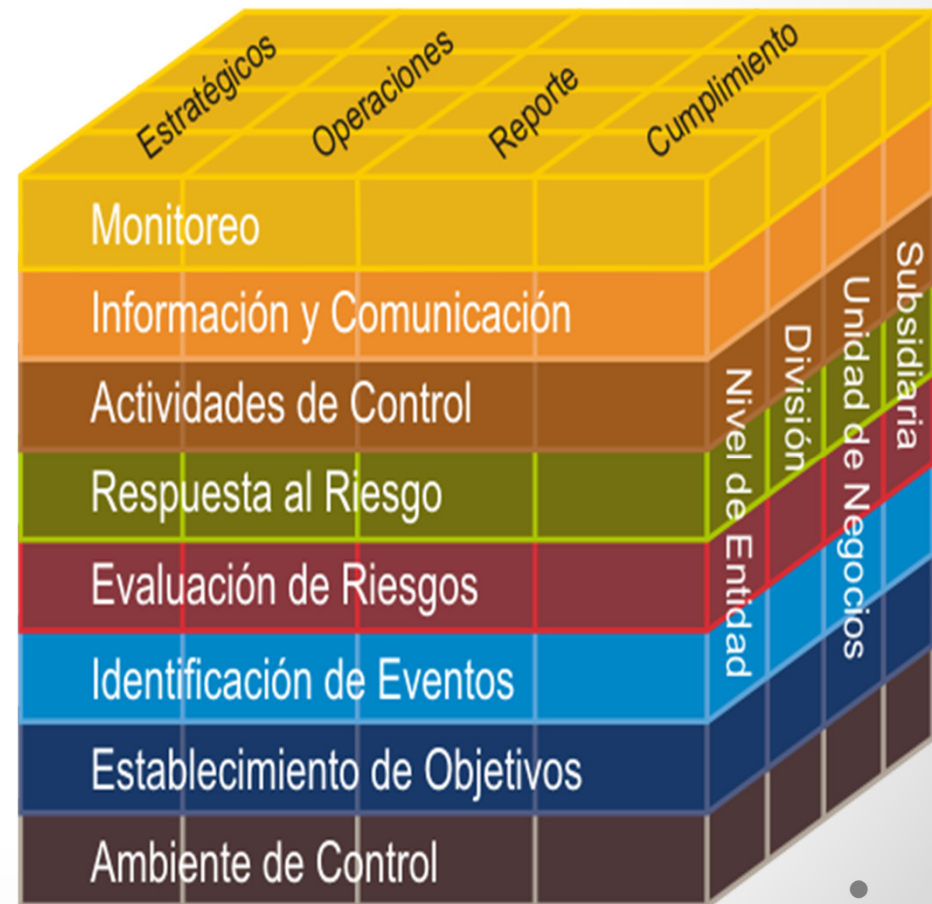 Estratégicos
Operaciones
Reporte
Cumplimiento
Monitoreo
Información y Comunicación
Actividades de Control
Respuesta al Riesgo
Evaluación de Riesgos
Identificación de Eventos
Establecimiento de Objetivos
Ambiente de Control
Nivel de Entidad
División
Unidad de Negocios
Subsidiaria